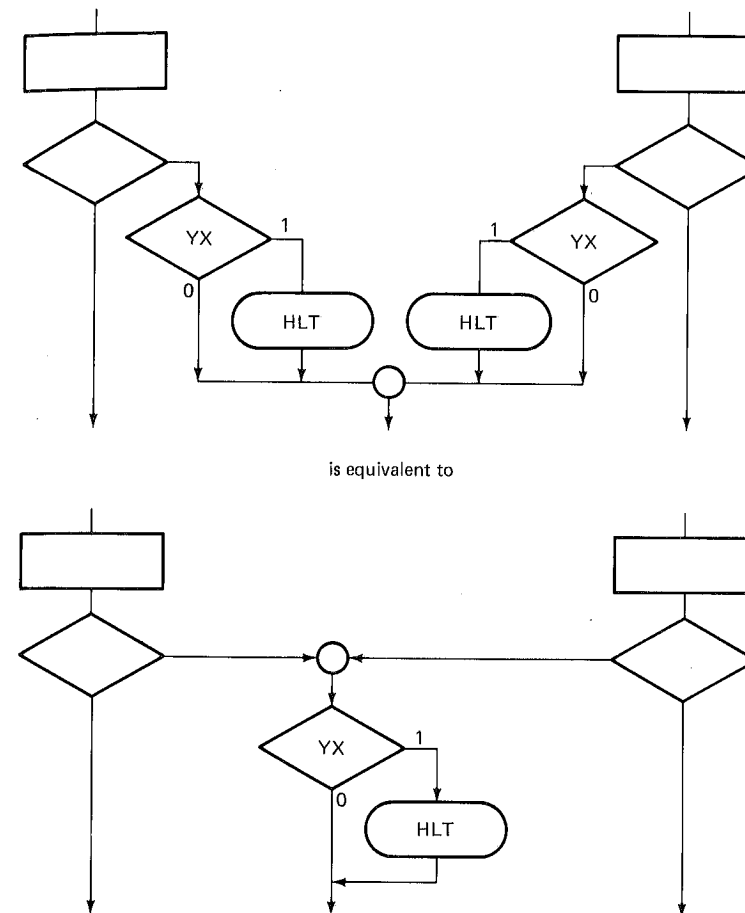 YX 1 1 YX
0 0
HLT HLT
is equivalent to
YX 1
0
HLT